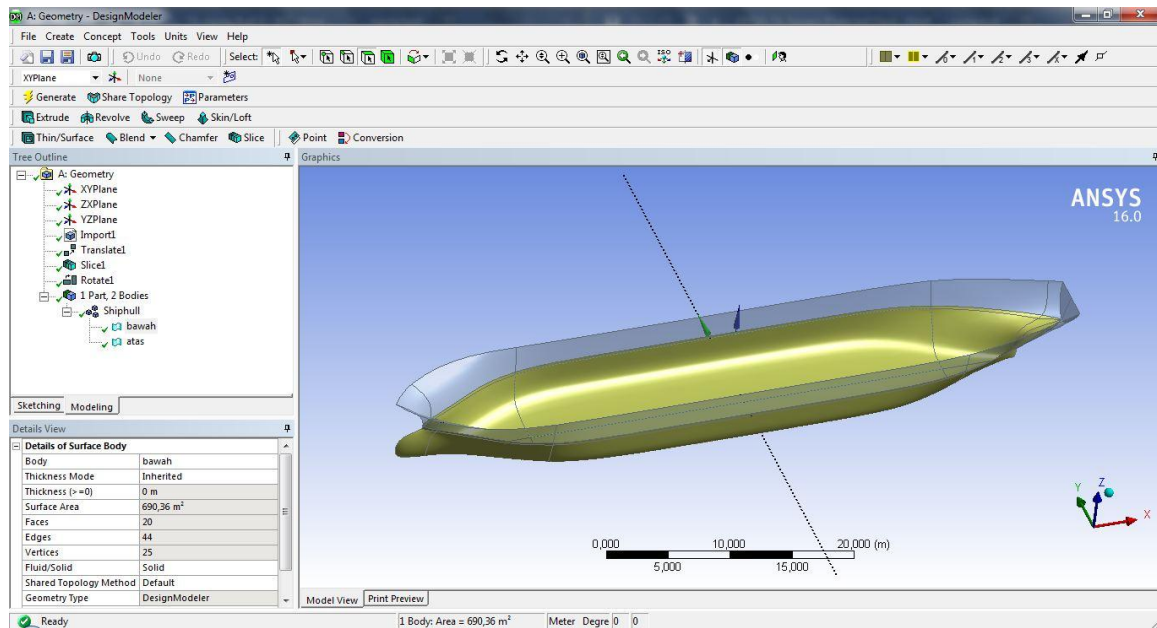 A: Geometry - DesignModeler
File Create Concept Tools Units View Help
Undo Redo Select:
XYPlane None
Generate Share Topology Parameters
Extrude Revolve Sweep Skin/Loft
Thin/Surface Blend Chamfer Slice Point Conversion
Tree Outline
A: Geometry
XYPlane
ZXPlane
YZPlane
Import1
Translate1
Slice1
Rotate1
1 Part, 2 Bodies
Shiphull
bawah
atas
Sketching Modeling
Details View
Details of Surface Body
Body bawah
Thickness Mode Inherited
Thickness (>=0) 0 m
Surface Area 690,36 m²
Faces 20
Edges 44
Vertices 25
Fluid/Solid Solid
Shared Topology Method Default
Geometry Type DesignModeler
Graphics
ANSYS
16.0
0,000 10,000 20,000 (m)
5,000 15,000
Y Z X
Model View Print Preview
Ready 1 Body: Area = 690,36 m² Meter Degre 0 0